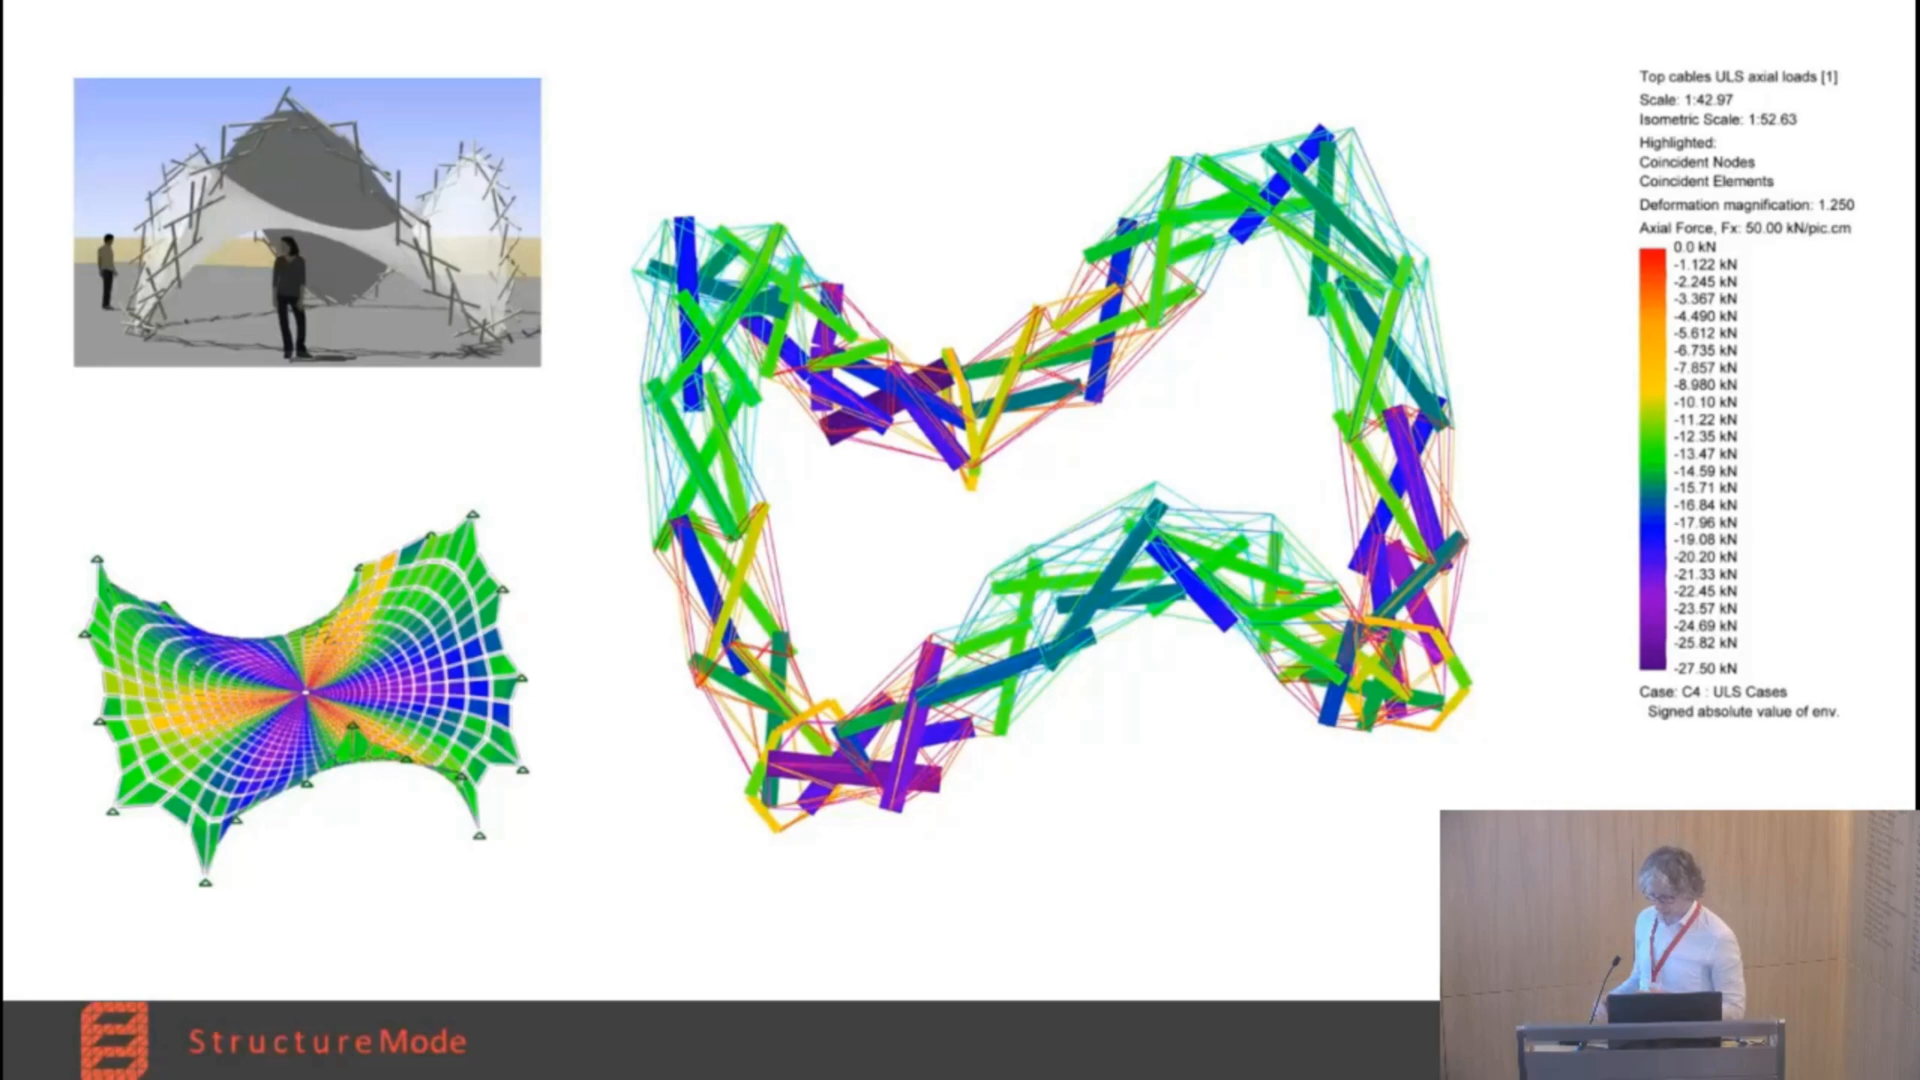 Top cables ULS axial loads [1]
Scale: 1:42.97
Isometric Scale: 1:52.63
Highlighted:
Coincident Nodes
Coincident Elements
Deformation magnification: 1.250
Axial Force, Fx: 50.00 kN/pic.cm
0.0 kN
-1.122 kN
-2.245 kN
-3.367 kN
-4.490 kN
-5.612 kN
-6.735 kN
-7.857 kN
-8.980 kN
-10.10 kN
-11.22 kN
-12.35 kN
-13.47 kN
-14.59 kN
-15.71 kN
-16.84 kN
-17.96 kN
-19.08 kN
-20.20 kN
-21.33 kN
-22.45 kN
-23.57 kN
-24.69 kN
-25.82 kN
-27.50 kN
Case: C4 : ULS Cases
Signed absolute value of env.
StructureMode